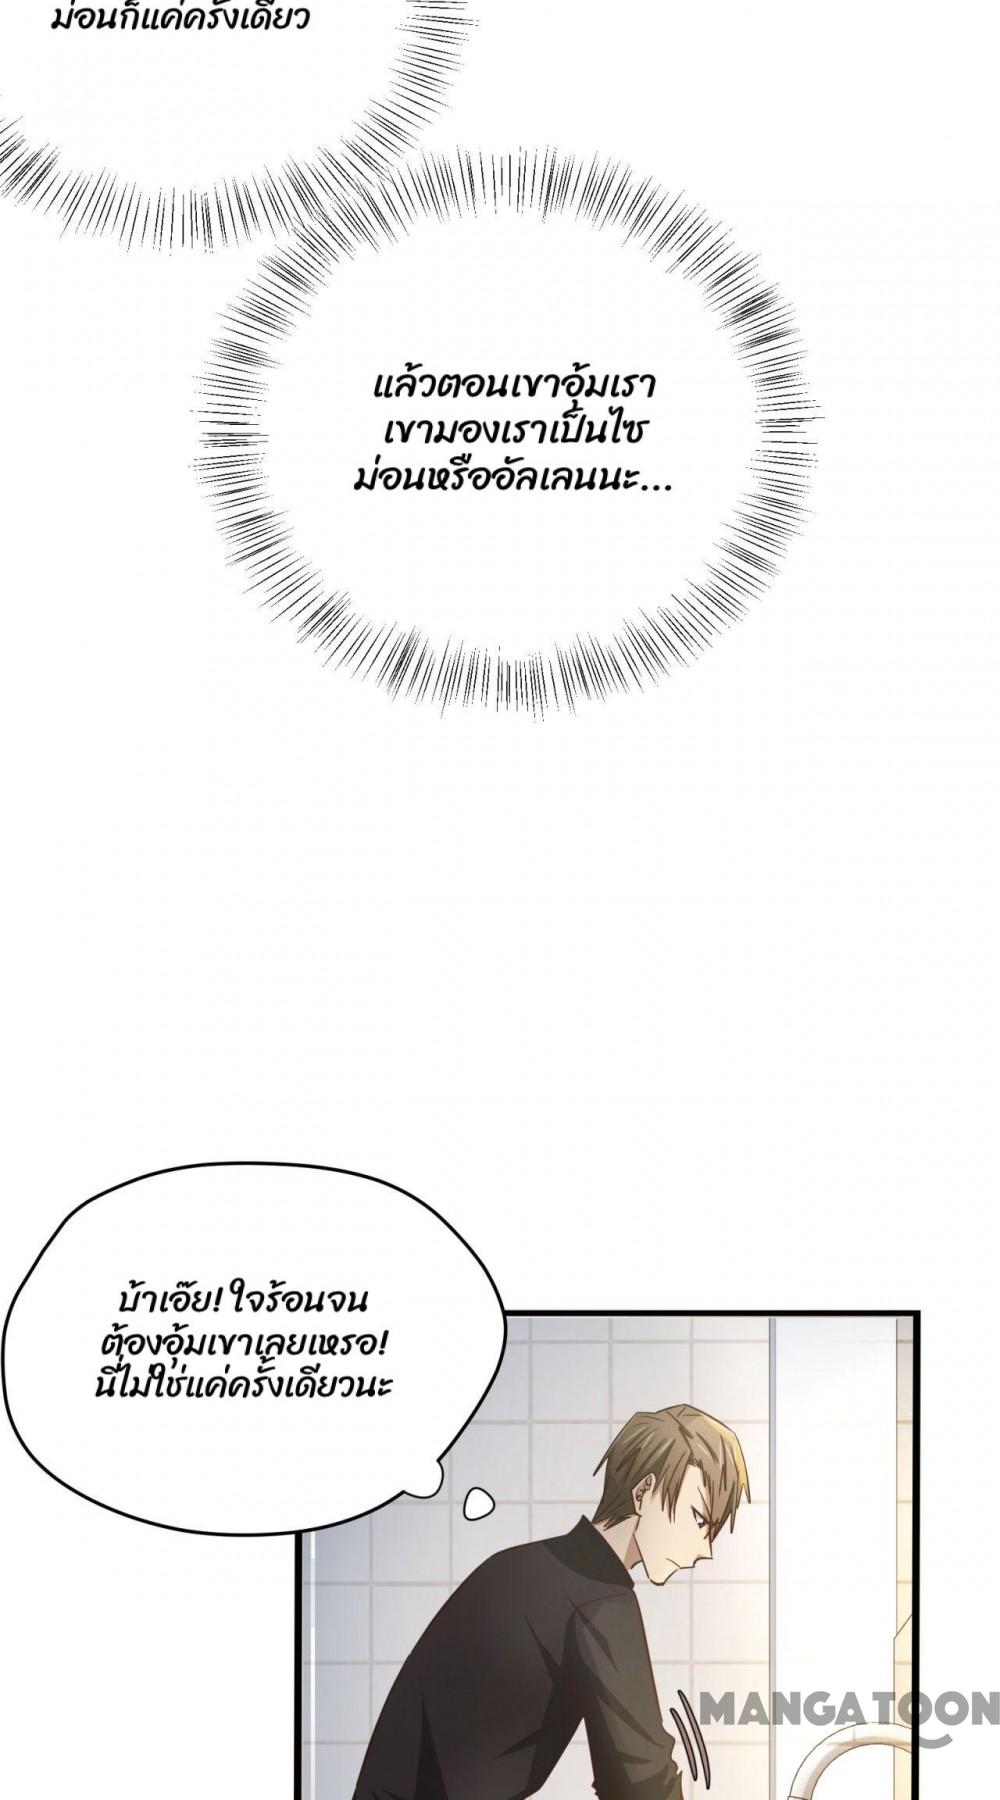 ม่อนก็แค่ครั้งเดียว
แล้วตอนเขาอุ้มเรา
เขามองเราเป็นไซ
ม่อนหรืออัลเลนนะ...
บ้าเอ๊ย! ใจร้อนจน
ต้องอุ้มเขาเลยเหรอ!
นี่ไม่ใช่แค่ครั้งเดียวนะ
MANGATOON